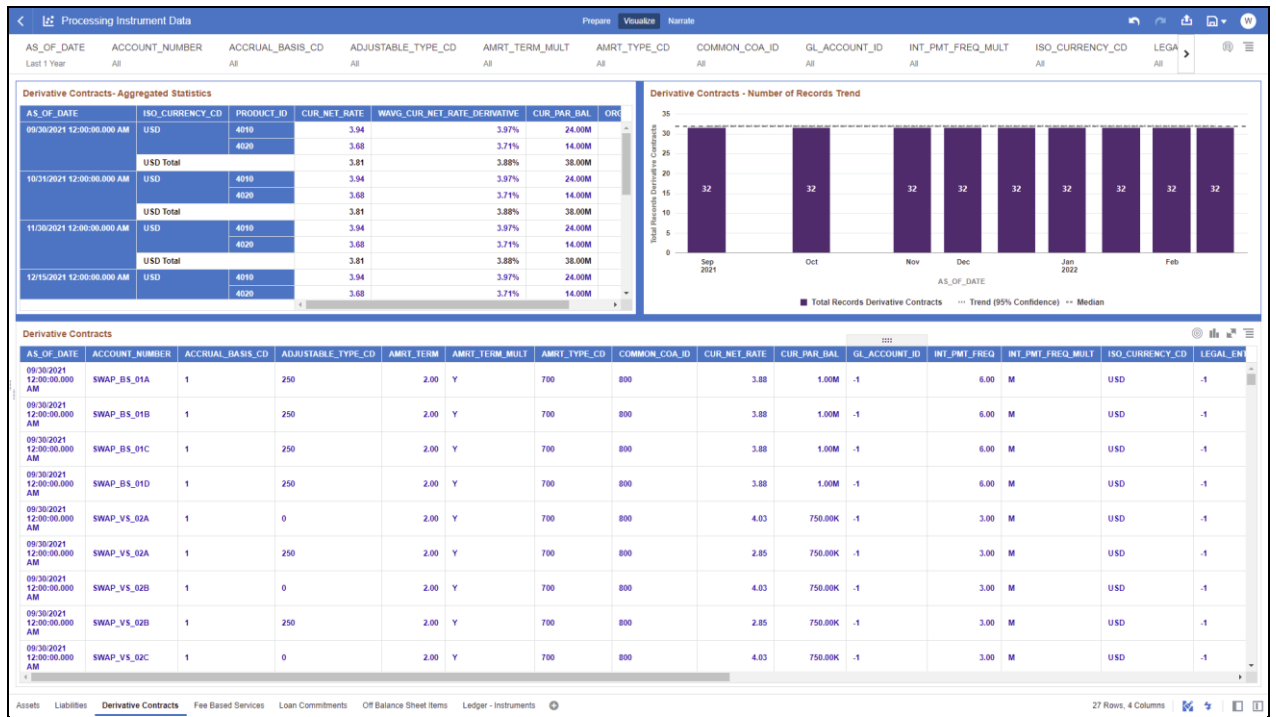 Processing Instrument Data
Prepare Visualize Narrate
W
AS_OF_DATE ACCOUNT_NUMBER ACCRUAL_BASIS_CD ADJUSTABLE_TYPE_CD AMRT_TERM_MULT AMRT_TYPE_CD COMMON_COA_ID GL_ACCOUNT_ID INT_PMT_FREQ_MULT ISO_CURRENCY_CD LEGA
Last 1 Year All All All All All All All All All All
Derivative Contracts- Aggregated Statistics
AS_OF_DATE ISO_CURRENCY_CD PRODUCT_ID CUR_NET_RATE WAVG_CUR_NET_RATE_DERIVATIVE CUR_PAR_BAL ORG
09/30/2021 12:00:00.000 AM USD 4010 3.94 3.97% 24.00M
4020 3.68 3.71% 14.00M
USD Total 3.81 3.88% 38.00M
10/31/2021 12:00:00.000 AM USD 4010 3.94 3.97% 24.00M
4020 3.68 3.71% 14.00M
USD Total 3.81 3.88% 38.00M
11/30/2021 12:00:00.000 AM USD 4010 3.94 3.97% 24.00M
4020 3.68 3.71% 14.00M
USD Total 3.81 3.88% 38.00M
12/15/2021 12:00:00.000 AM USD 4010 3.94 3.97% 24.00M
4020 3.68 3.71% 14.00M
Derivative Contracts - Number of Records Trend
Total Records Derivative Contracts
35
30
25
20
15
10
5
0
32 32 32 32 32 32 32 32 32
Sep Oct Nov Dec Jan Feb
2021 2022
AS_OF_DATE
Total Records Derivative Contracts Trend (95% Confidence) Median
Derivative Contracts
AS_OF_DATE ACCOUNT_NUMBER ACCRUAL_BASIS_CD ADJUSTABLE_TYPE_CD AMRT_TERM AMRT_TERM_MULT AMRT_TYPE_CD COMMON_COA_ID CUR_NET_RATE CUR_PAR_BAL GL_ACCOUNT_ID INT_PMT_FREQ INT_PMT_FREQ_MULT ISO_CURRENCY_CD LEGAL_ENT
09/30/2021
12:00:00.000 SWAP_BS_01A 1 250 2.00 Y 700 800 3.88 1.00M -1 6.00 M USD -1
AM
09/30/2021
12:00:00.000 SWAP_BS_01B 1 250 2.00 Y 700 800 3.88 1.00M -1 6.00 M USD -1
AM
09/30/2021
12:00:00.000 SWAP_BS_01C 1 250 2.00 Y 700 800 3.88 1.00M -1 6.00 M USD -1
AM
09/30/2021
12:00:00.000 SWAP_BS_01D 1 250 2.00 Y 700 800 3.88 1.00M -1 6.00 M USD -1
AM
09/30/2021
12:00:00.000 SWAP_VS_02A 1 0 2.00 Y 700 800 4.03 750.00K -1 3.00 M USD -1
AM
09/30/2021
12:00:00.000 SWAP_VS_02A 1 250 2.00 Y 700 800 2.85 750.00K -1 3.00 M USD -1
AM
09/30/2021
12:00:00.000 SWAP_VS_02B 1 0 2.00 Y 700 800 4.03 750.00K -1 3.00 M USD -1
AM
09/30/2021
12:00:00.000 SWAP_VS_02B 1 250 2.00 Y 700 800 2.85 750.00K -1 3.00 M USD -1
AM
09/30/2021
12:00:00.000 SWAP_VS_02C 1 0 2.00 Y 700 800 4.03 750.00K -1 3.00 M USD -1
AM
Assets Liabilities Derivative Contracts Fee Based Services Loan Commitments Off Balance Sheet Items Ledger - Instruments 27 Rows, 4 Columns